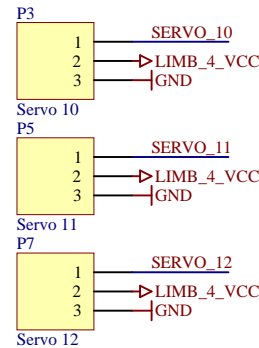 P3
1 SERVO_10
2 LIMB_4_VCC
3 GND
Servo 10
P5
1 SERVO_11
2 LIMB_4_VCC
3 GND
Servo 11
P7
1 SERVO_12
2 LIMB_4_VCC
3 GND
Servo 12